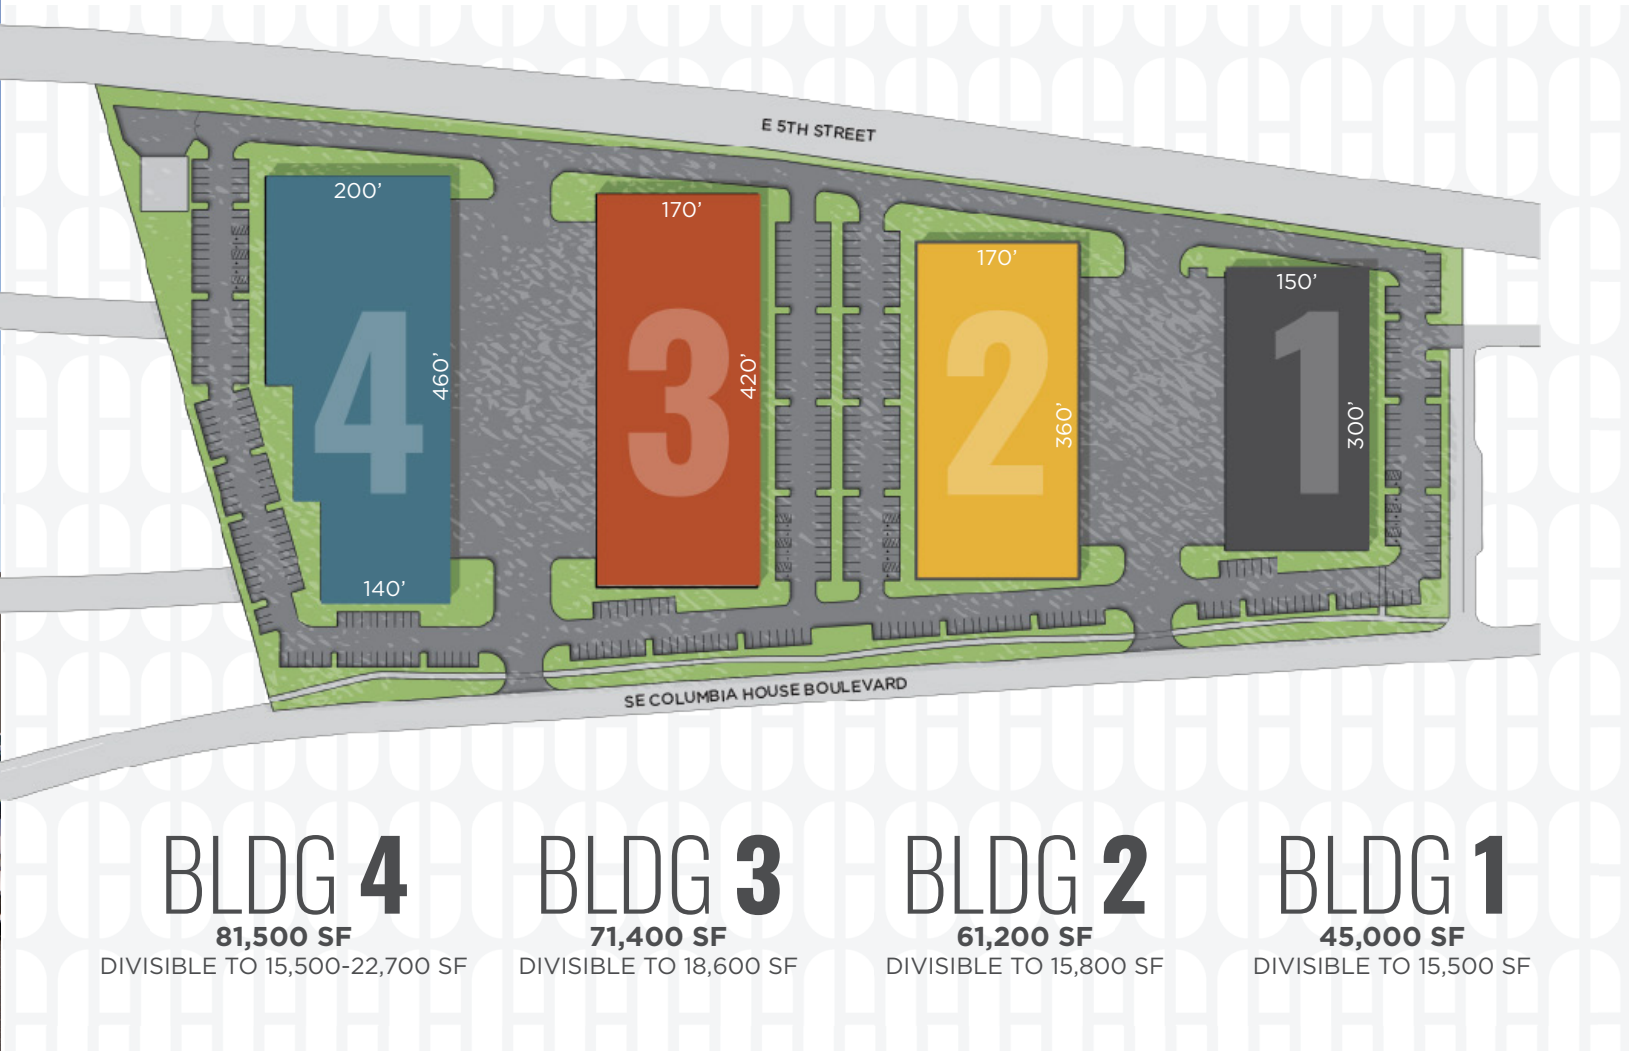 E 5TH STREET
200'
170'
170'
150'
4
460'
3
420'
2
360'
1
300'
140'
SE COLUMBIA HOUSE BOULEVARD
BLDG 4
81,500 SF
DIVISIBLE TO 15,500-22,700 SF
BLDG 3
71,400 SF
DIVISIBLE TO 18,600 SF
BLDG 2
61,200 SF
DIVISIBLE TO 15,800 SF
BLDG 1
45,000 SF
DIVISIBLE TO 15,500 SF